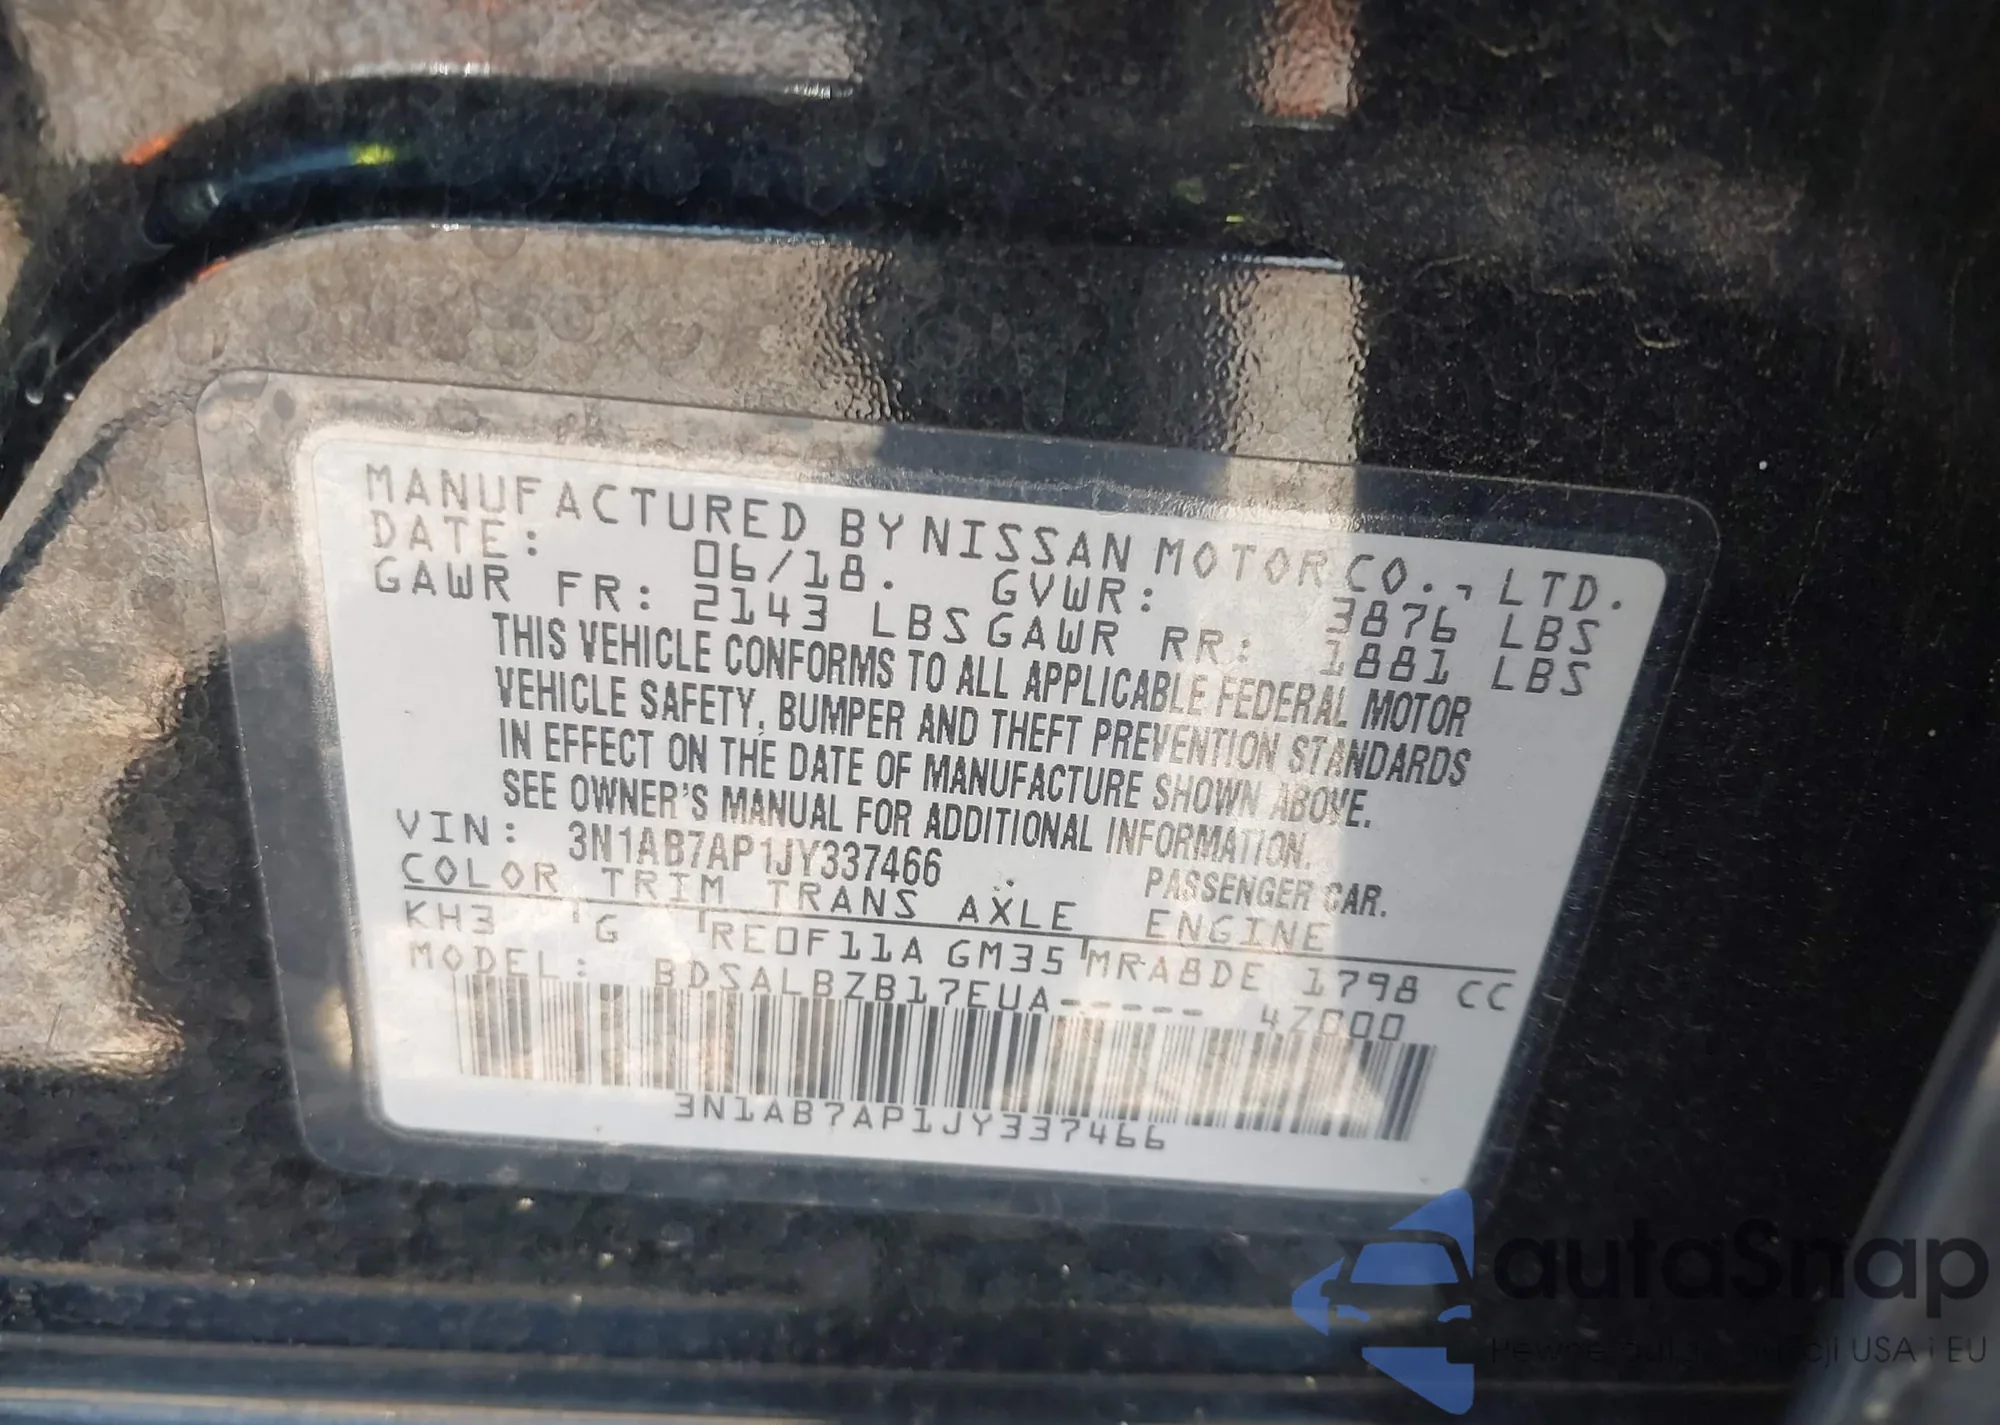 MANUFACTURED BY NISSAN MOTOR CO., LTD.
DATE: 06/18. GVWR: 3876 LBS
GAWR FR: 2143 LBS GAWR RR: 1881 LBS
THIS VEHICLE CONFORMS TO ALL APPLICABLE FEDERAL MOTOR
VEHICLE SAFETY, BUMPER AND THEFT PREVENTION STANDARDS
IN EFFECT ON THE DATE OF MANUFACTURE SHOWN ABOVE.
SEE OWNER'S MANUAL FOR ADDITIONAL INFORMATION.
VIN: 3N1AB7AP1JY337466 PASSENGER CAR.
COLOR TRIM TRANS AXLE ENGINE
KH3 G RE0F11A GM35 MRA8DE 1798 CC
MODEL: BDSALBZB17EUA----- 4Z000
3N1AB7AP1JY337466
autoSnap
USA i EU